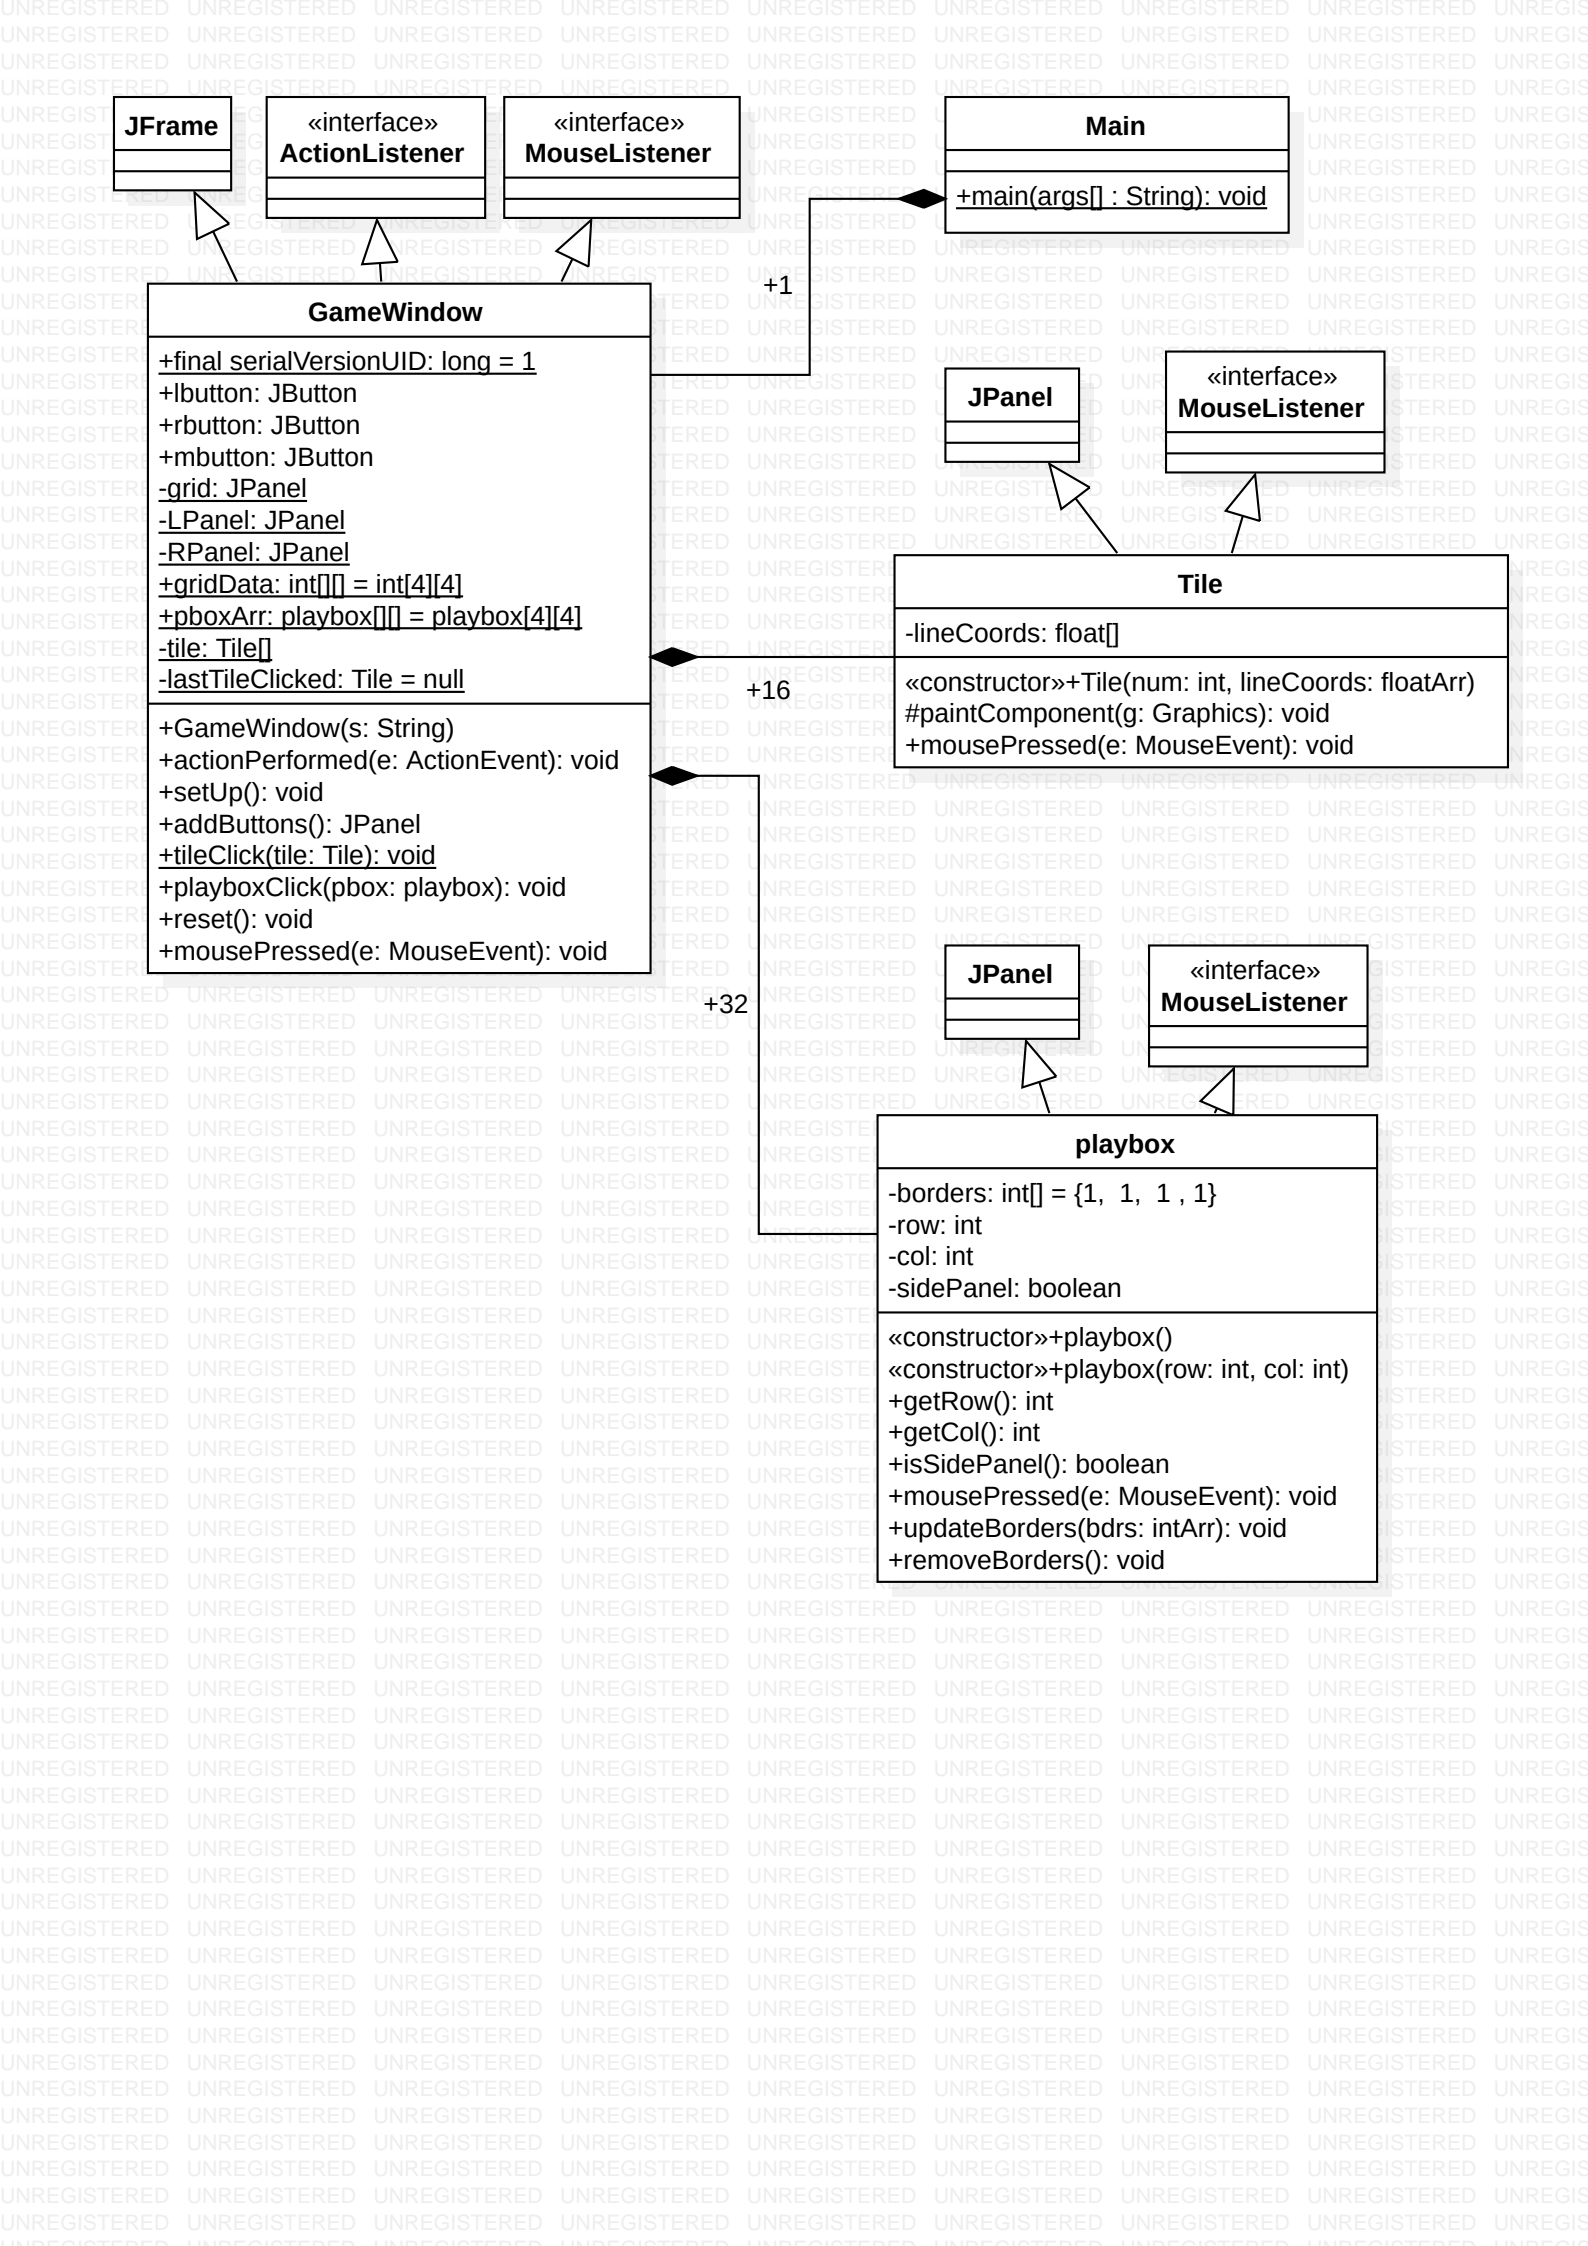 JFrame
«interface»
ActionListener
«interface»
MouseListener
Main
+main(args[] : String): void
+1
GameWindow
+final serialVersionUID: long = 1
+lbutton: JButton
+rbutton: JButton
+mbutton: JButton
-grid: JPanel
-LPanel: JPanel
-RPanel: JPanel
+gridData: int[][] = int[4][4]
+pboxArr: playbox[][] = playbox[4][4]
-tile: Tile[]
-lastTileClicked: Tile = null
+GameWindow(s: String)
+actionPerformed(e: ActionEvent): void
+setUp(): void
+addButtons(): JPanel
+tileClick(tile: Tile): void
+playboxClick(pbox: playbox): void
+reset(): void
+mousePressed(e: MouseEvent): void
JPanel
«interface»
MouseListener
Tile
-lineCoords: float[]
«constructor»+Tile(num: int, lineCoords: floatArr)
#paintComponent(g: Graphics): void
+mousePressed(e: MouseEvent): void
+16
+32
JPanel
«interface»
MouseListener
playbox
-borders: int[] = {1,  1,  1 , 1}
-row: int
-col: int
-sidePanel: boolean
«constructor»+playbox()
«constructor»+playbox(row: int, col: int)
+getRow(): int
+getCol(): int
+isSidePanel(): boolean
+mousePressed(e: MouseEvent): void
+updateBorders(bdrs: intArr): void
+removeBorders(): void
UNREGISTERED